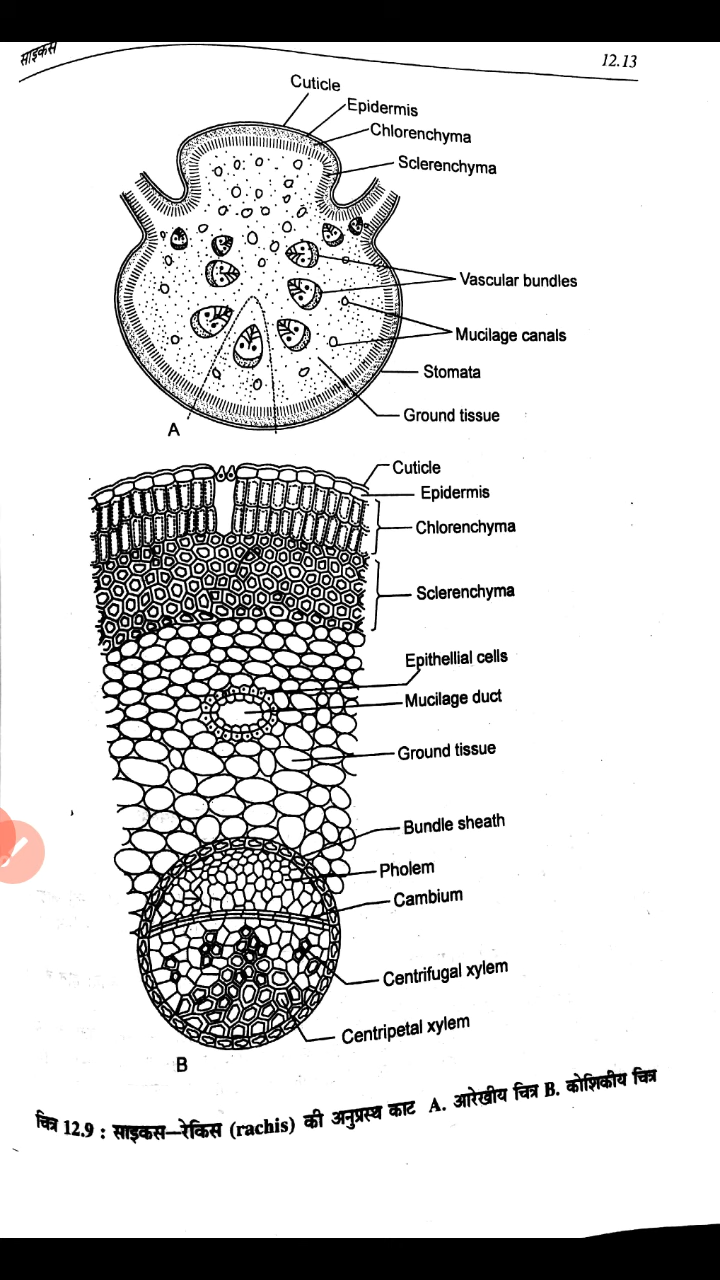 साइकस
12.13
Cuticle
Epidermis
Chlorenchyma
Sclerenchyma
Vascular bundles
Mucilage canals
Stomata
Ground tissue
A
Cuticle
Epidermis
Chlorenchyma
Sclerenchyma
Epithellial cells
Mucilage duct
Ground tissue
Bundle sheath
Pholem
Cambium
Centrifugal xylem
Centripetal xylem
B
चित्र 12.9 : साइकस—रेकिस (rachis) की अनुप्रस्थ काट A. आरेखीय चित्र B. कोशिकीय चित्र